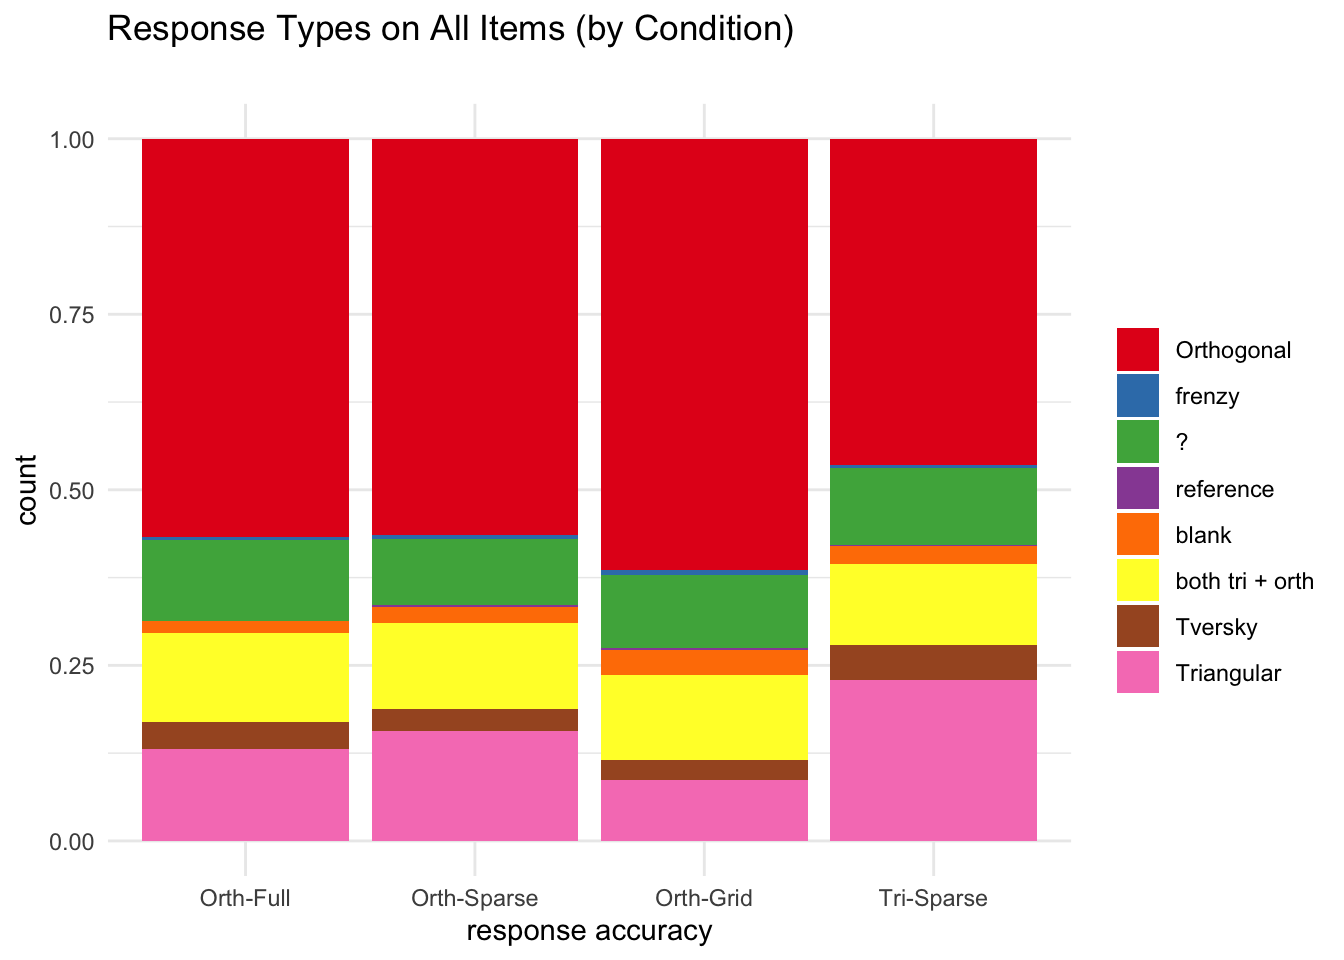 Response Types on All Items (by Condition)
1.00
0.75
0.50
0.25
0.00
count
Orth-Full
Orth-Sparse
Orth-Grid
Tri-Sparse
response accuracy
Orthogonal
frenzy
?
reference
blank
both tri + orth
Tversky
Triangular